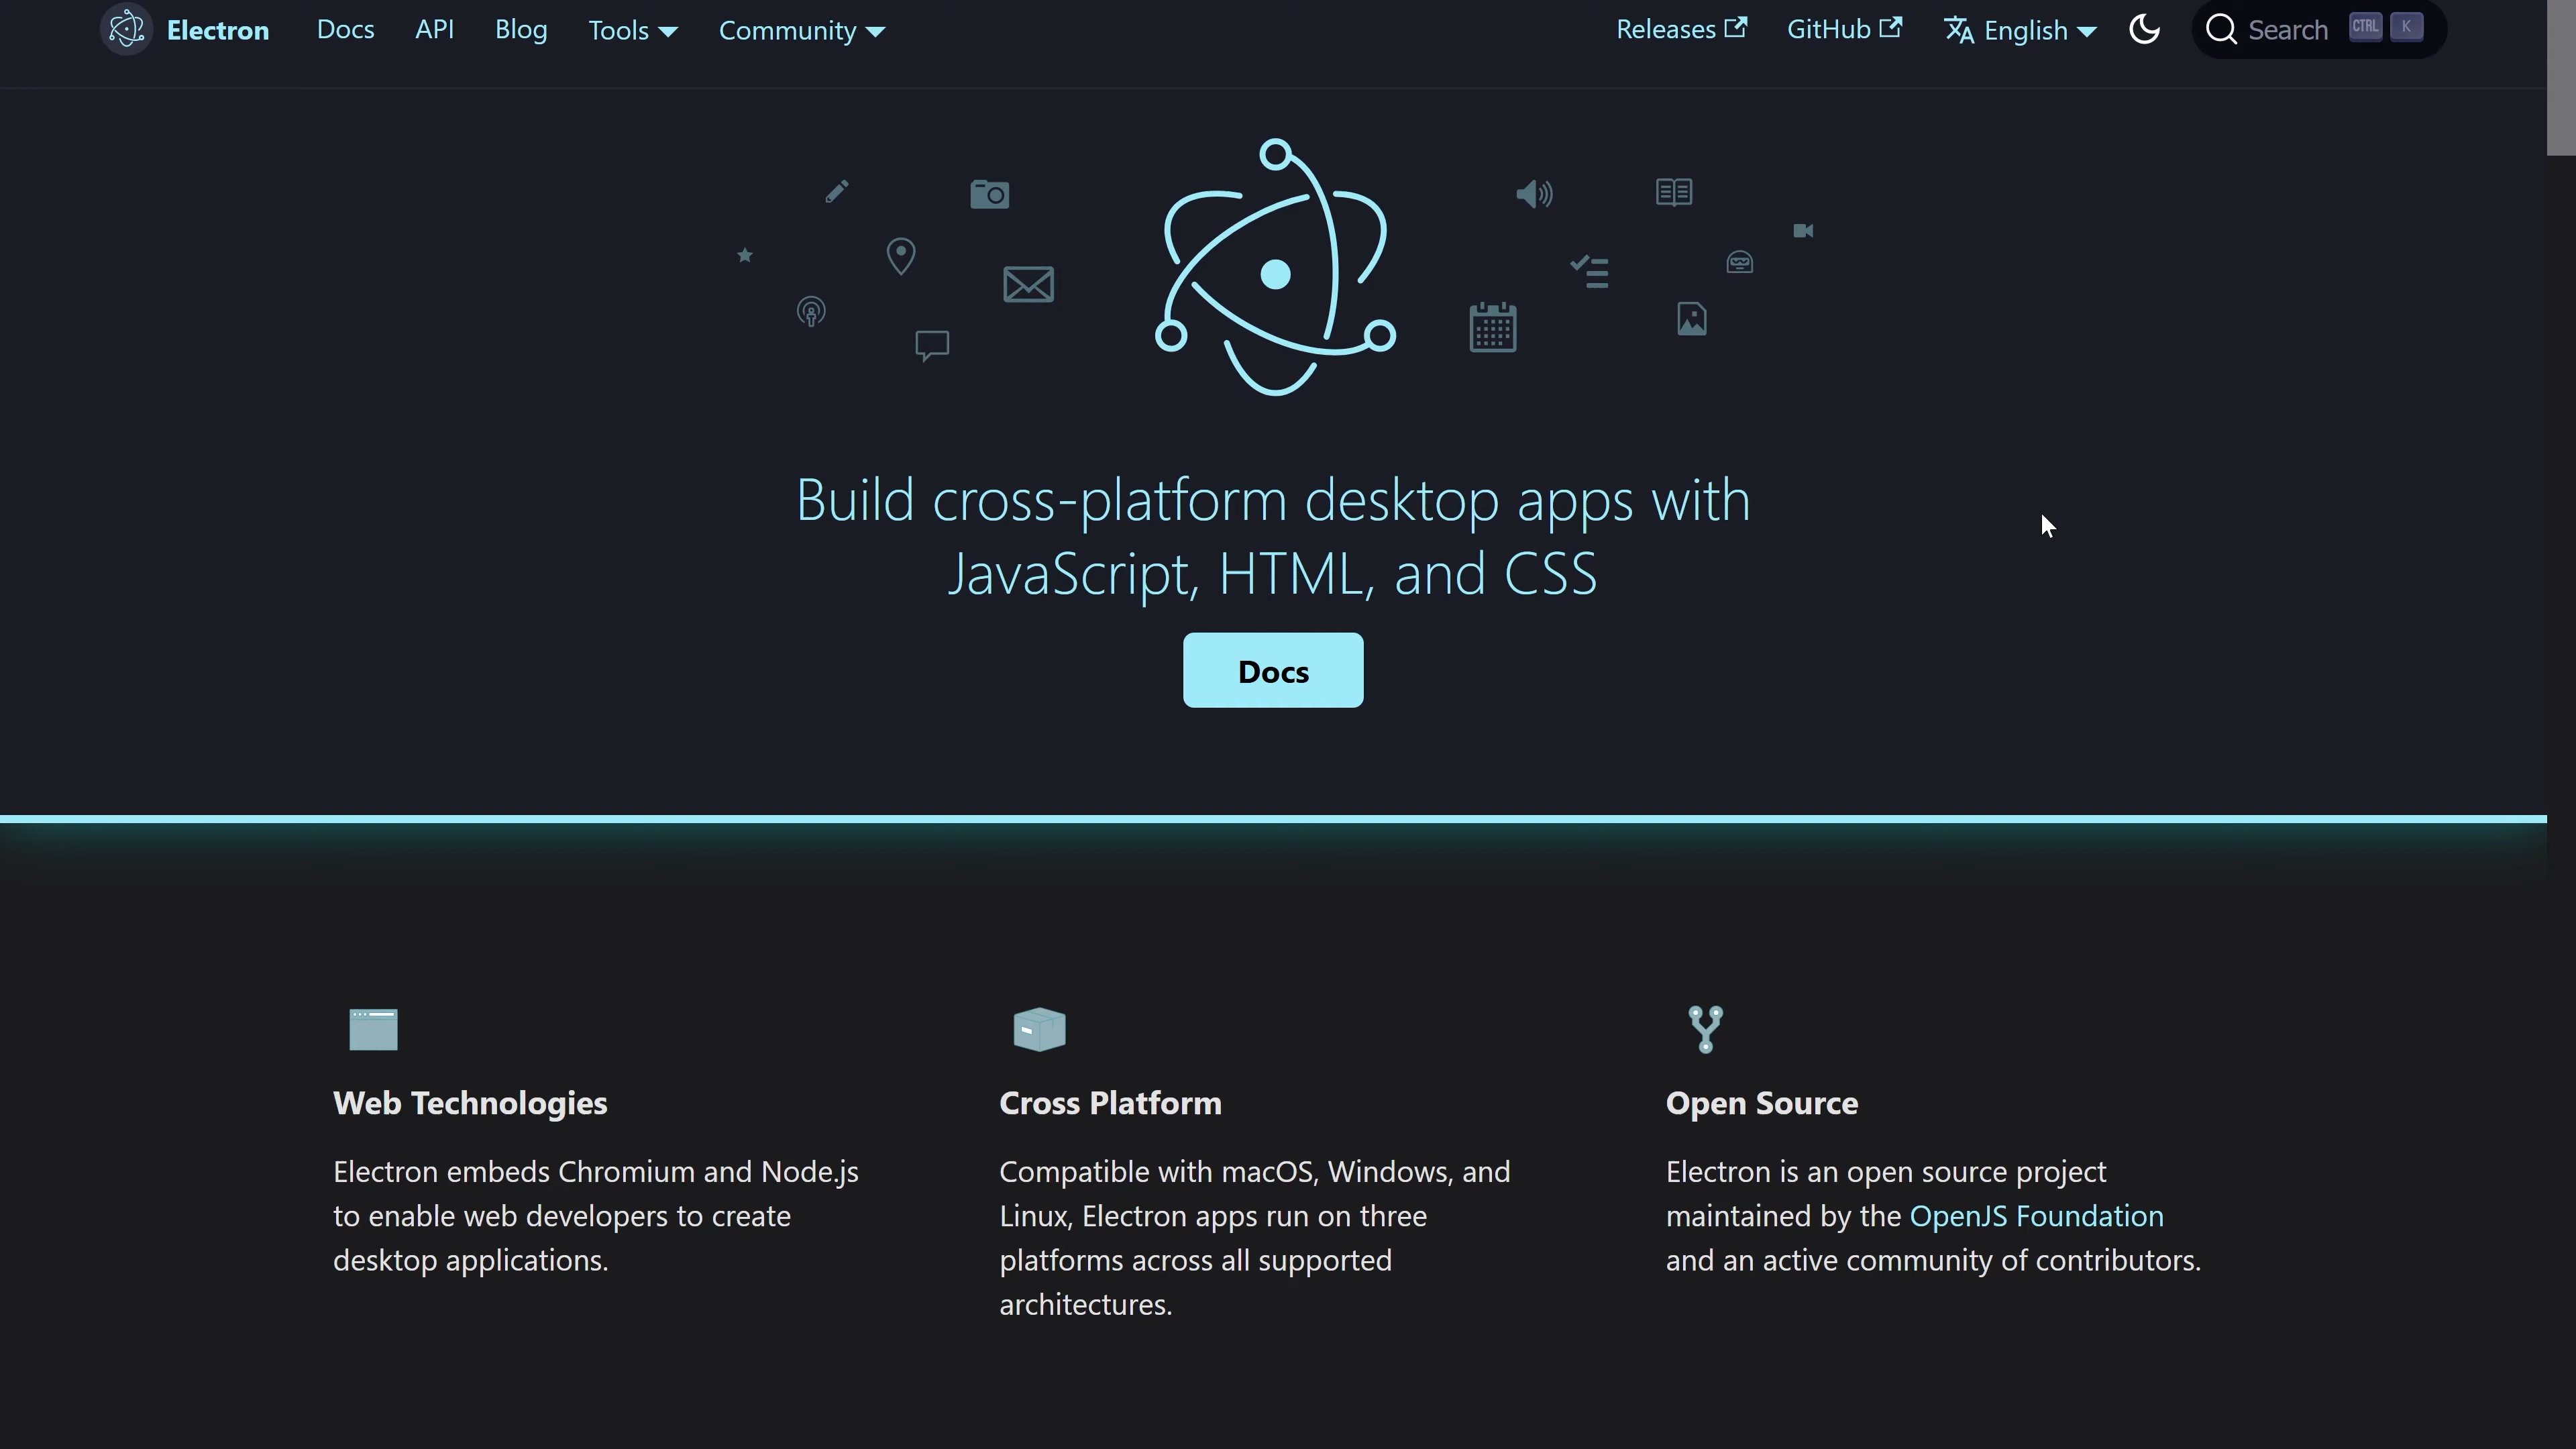 Electron Docs API Blog Tools Community Releases GitHub English Search CTRL K
Build cross-platform desktop apps with
JavaScript, HTML, and CSS
Docs
Web Technologies
Electron embeds Chromium and Node.js
to enable web developers to create
desktop applications.
Cross Platform
Compatible with macOS, Windows, and
Linux, Electron apps run on three
platforms across all supported
architectures.
Open Source
Electron is an open source project
maintained by the OpenJS Foundation
and an active community of contributors.